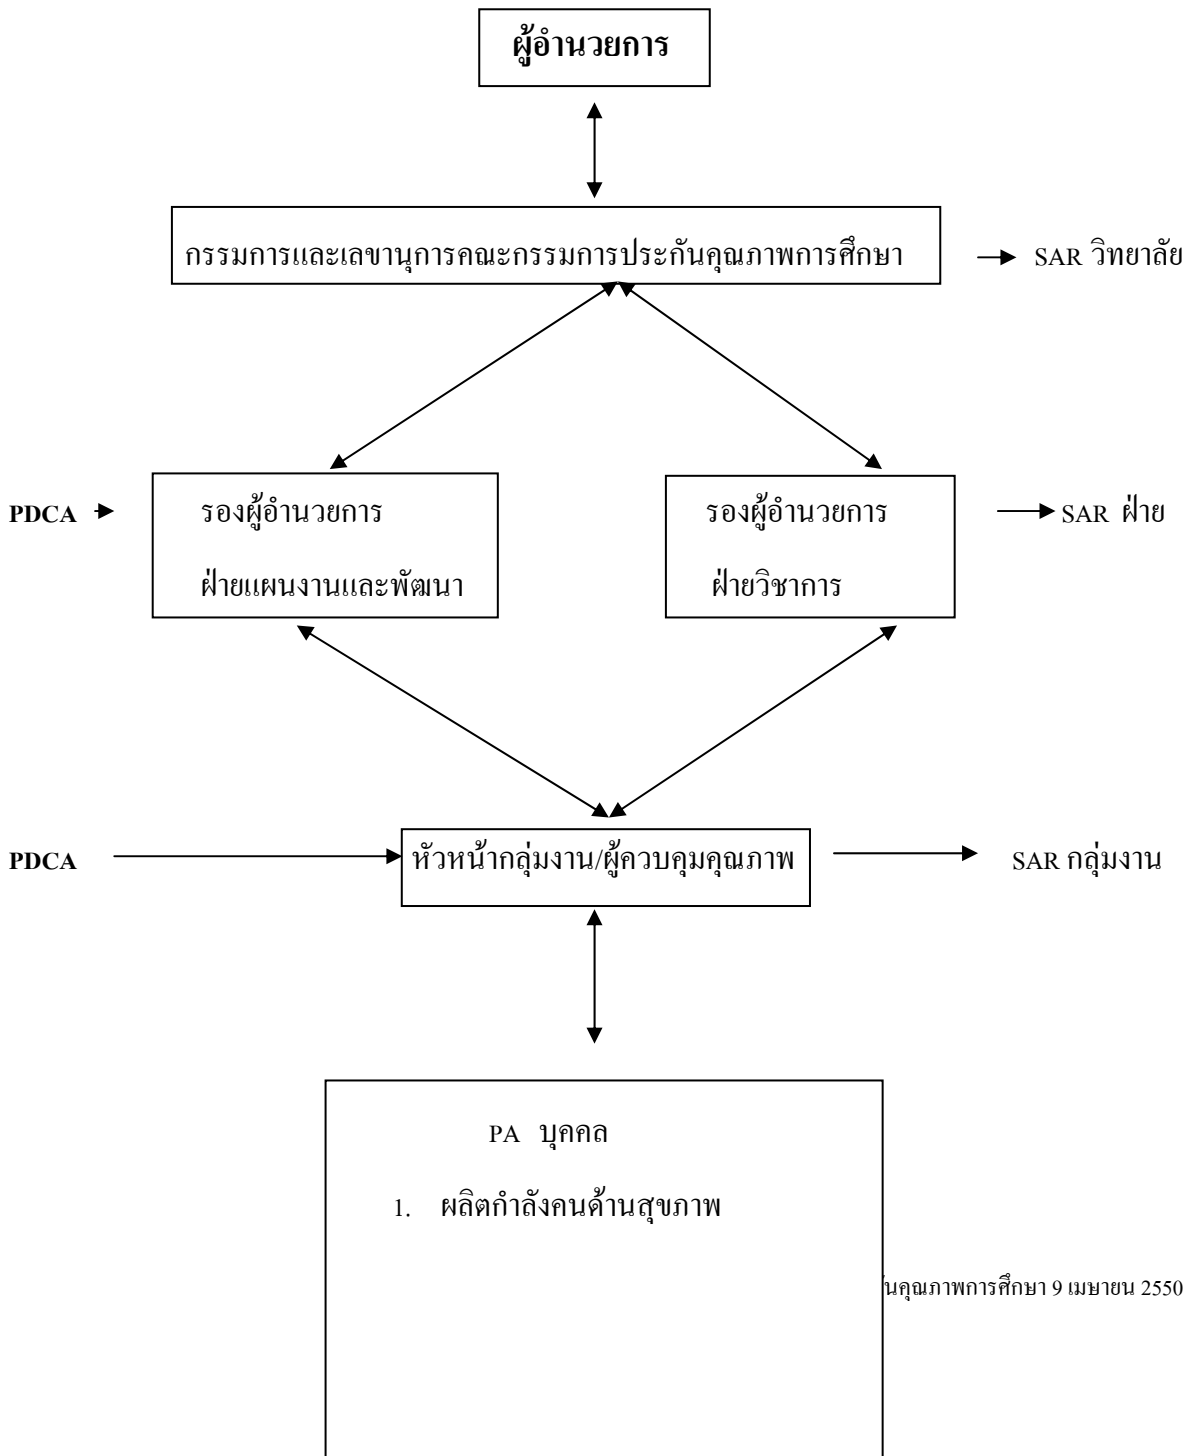 ผู้อำนวยการ
กรรมการและเลขานุการคณะกรรมการประกันคุณภาพการศึกษา
SAR วิทยาลัย
PDCA
รองผู้อำนวยการ
ฝ่ายแผนงานและพัฒนา
รองผู้อำนวยการ
ฝ่ายวิชาการ
SAR ฝ่าย
PDCA
หัวหน้ากลุ่มงาน/ผู้ควบคุมคุณภาพ
SAR กลุ่มงาน
PA บุคคล
1. ผลิตกำลังคนด้านสุขภาพ
คุณภาพการศึกษา 9 เมษายน 2550